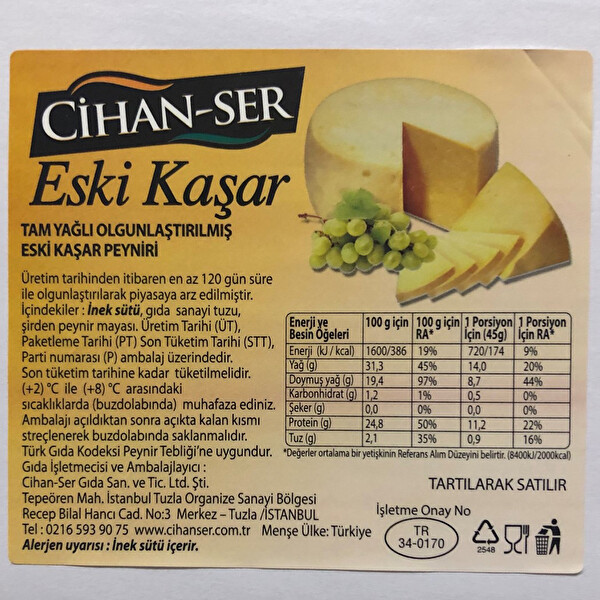 CİHAN-SER
Eski Kaşar
TAM YAĞLI OLGUNLAŞTIRILMIŞ
ESKİ KAŞAR PEYNİRİ
Üretim tarihinden itibaren en az 120 gün süre
ile olgunlaştırılarak piyasaya arz edilmiştir.
İçindekiler : İnek sütü, gıda sanayi tuzu,
şirden peynir mayası. Üretim Tarihi (ÜT),
Paketleme Tarihi (PT) Son Tüketim Tarihi (STT),
Parti numarası (P) ambalaj üzerindedir.
Son tüketim tarihine kadar tüketilmelidir.
(+2) °C ile (+8) °C arasındaki
sıcaklıklarda (buzdolabında) muhafaza ediniz.
Ambalajı açıldıktan sonra açıkta kalan kısmı
streçlenerek buzdolabında saklanmalıdır.
Türk Gıda Kodeksi Peynir Tebliği'ne uygundur.
Gıda İşletmecisi ve Ambalajlayıcı :
Cihan-Ser Gıda San. ve Tic. Ltd. Şti.
Tepeören Mah. İstanbul Tuzla Organize Sanayi Bölgesi
Recep Bilal Hancı Cad. No:3 Merkez – Tuzla /İSTANBUL
Tel : 0216 593 90 75 www.cihanser.com.tr Menşe Ülke: Türkiye
Alerjen uyarısı : İnek sütü içerir.
Enerji ve Besin Öğeleri 100 g için 100 g için RA* 1 Porsiyon İçin (45g) 1 Porsiyon İçin RA*
Enerji (kJ / kcal) 1600/386 19% 720/174 9%
Yağ (g) 31,3 45% 14,0 20%
Doymuş yağ (g) 19,4 97% 8,7 44%
Karbonhidrat (g) 1,2 1% 0,5 0%
Şeker (g) 0,0 0% 0,0 0%
Protein (g) 24,8 50% 11,2 22%
Tuz (g) 2,1 35% 0,9 16%
*Değerler ortalama bir yetişkinin Referans Alım Düzeyini belirtir. (8400kJ/2000kcal)
TARTILARAK SATILIR
İşletme Onay No
TR
34-0170
2548